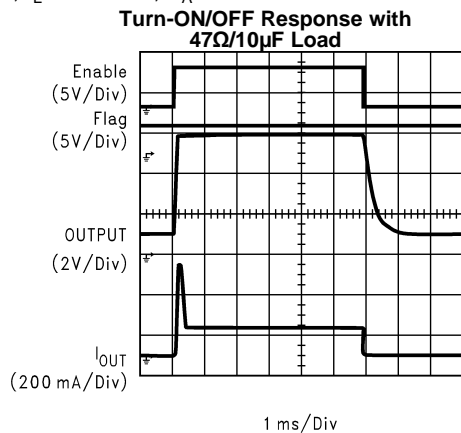 Turn-ON/OFF Response with
47Ω/10µF Load
Enable
(5V/Div)
Flag
(5V/Div)
OUTPUT
(2V/Div)
IOUT
(200 mA/Div)
1 ms/Div